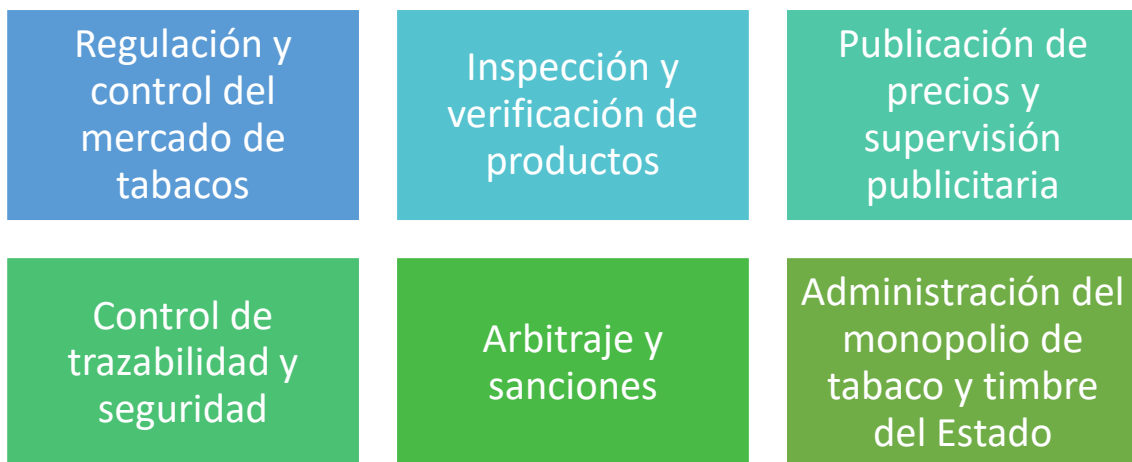 Regulación y
control del
mercado de
tabacos
Inspección y
verificación de
productos
Publicación de
precios y
supervisión
publicitaria
Control de
trazabilidad y
seguridad
Arbitraje y
sanciones
Administración del
monopolio de
tabaco y timbre
del Estado